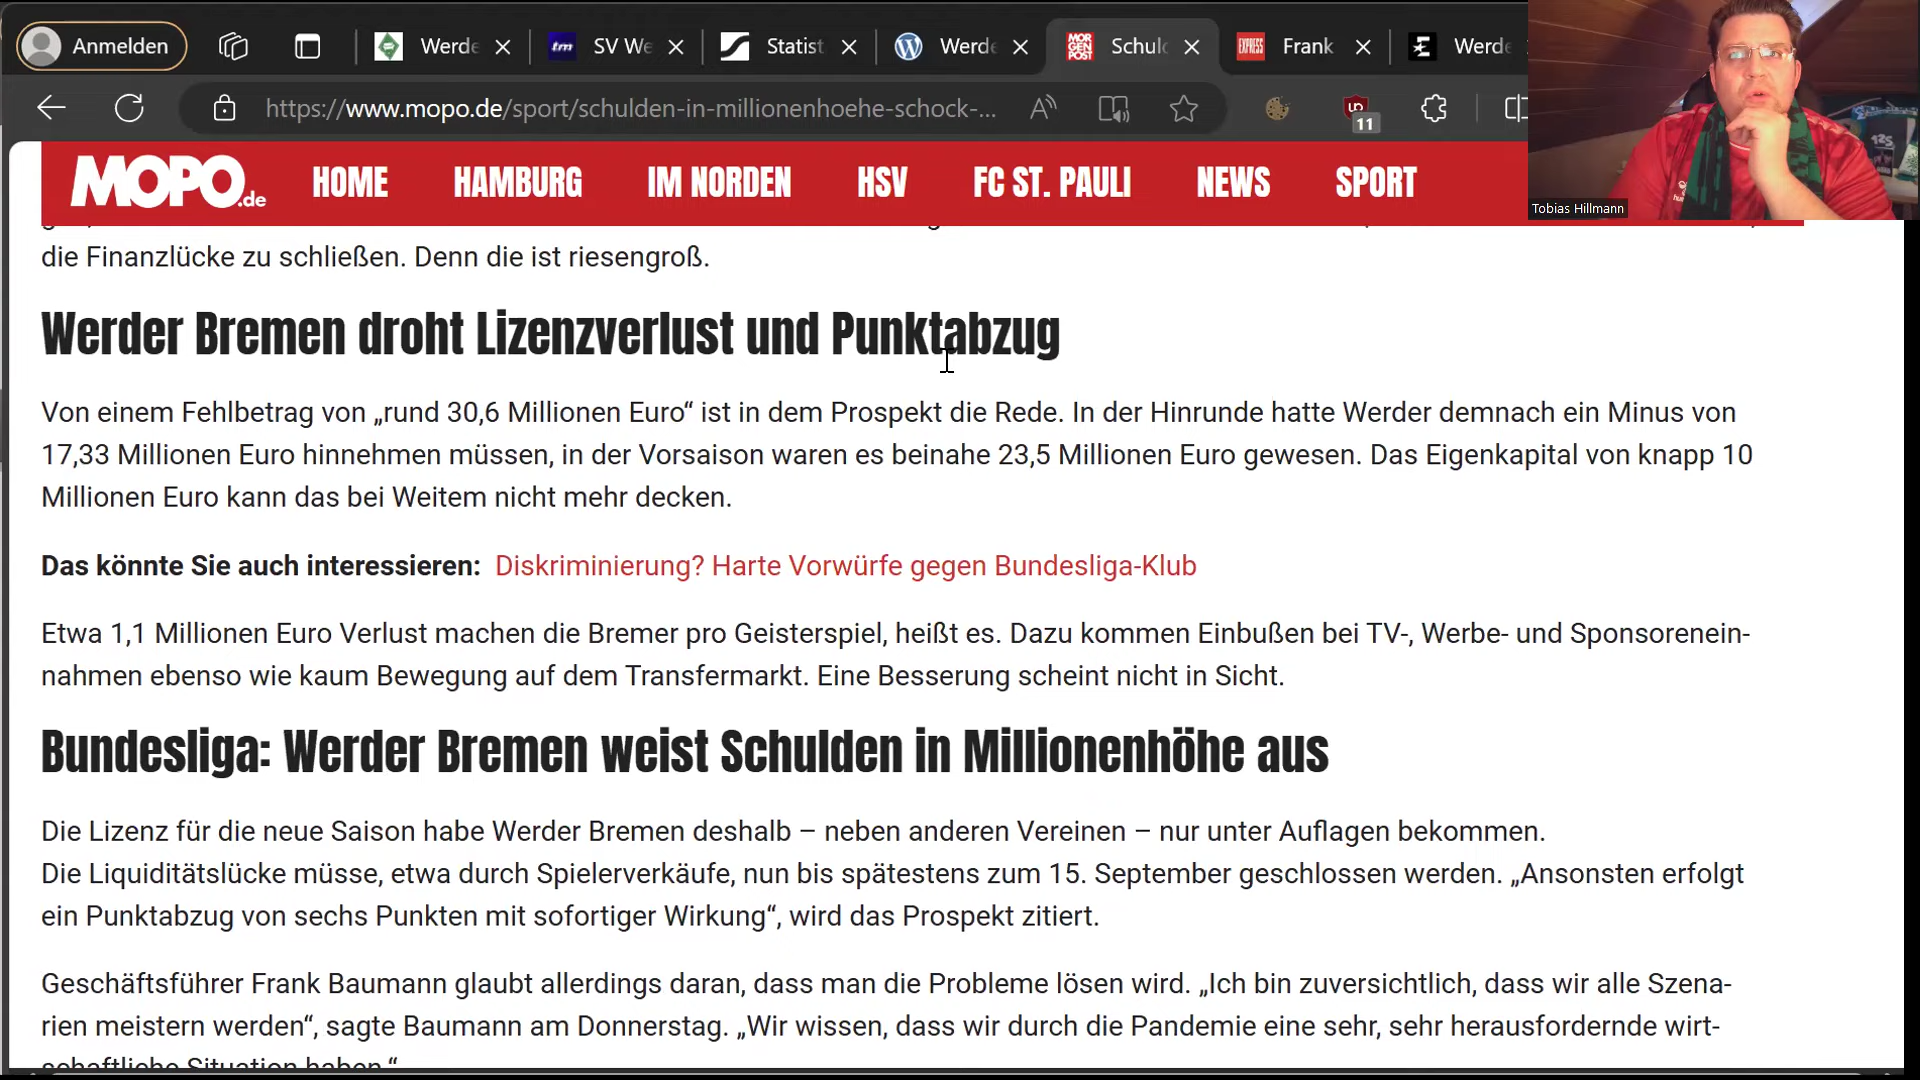 Anmelden
Werde
SV We
tm
Statist
Werde
MOR
GEN
POST
Schulc
EXPRESS
Frank
Werd
https://www.mopo.de/sport/schulden-in-millionenhoehe-schock-...
11
125
Tobias Hillmann
MOPO.de HOME HAMBURG IM NORDEN HSV FC ST. PAULI NEWS SPORT
die Finanzlücke zu schließen. Denn die ist riesengroß.
Werder Bremen droht Lizenzverlust und Punktabzug
Von einem Fehlbetrag von „rund 30,6 Millionen Euro“ ist in dem Prospekt die Rede. In der Hinrunde hatte Werder demnach ein Minus von
17,33 Millionen Euro hinnehmen müssen, in der Vorsaison waren es beinahe 23,5 Millionen Euro gewesen. Das Eigenkapital von knapp 10
Millionen Euro kann das bei Weitem nicht mehr decken.
Das könnte Sie auch interessieren: Diskriminierung? Harte Vorwürfe gegen Bundesliga-Klub
Etwa 1,1 Millionen Euro Verlust machen die Bremer pro Geisterspiel, heißt es. Dazu kommen Einbußen bei TV-, Werbe- und Sponsorenein-
nahmen ebenso wie kaum Bewegung auf dem Transfermarkt. Eine Besserung scheint nicht in Sicht.
Bundesliga: Werder Bremen weist Schulden in Millionenhöhe aus
Die Lizenz für die neue Saison habe Werder Bremen deshalb – neben anderen Vereinen – nur unter Auflagen bekommen.
Die Liquiditätslücke müsse, etwa durch Spielerverkäufe, nun bis spätestens zum 15. September geschlossen werden. „Ansonsten erfolgt
ein Punktabzug von sechs Punkten mit sofortiger Wirkung“, wird das Prospekt zitiert.
Geschäftsführer Frank Baumann glaubt allerdings daran, dass man die Probleme lösen wird. „Ich bin zuversichtlich, dass wir alle Szena-
rien meistern werden“, sagte Baumann am Donnerstag. „Wir wissen, dass wir durch die Pandemie eine sehr, sehr herausfordernde wirt-
schaftliche Situation haben.“